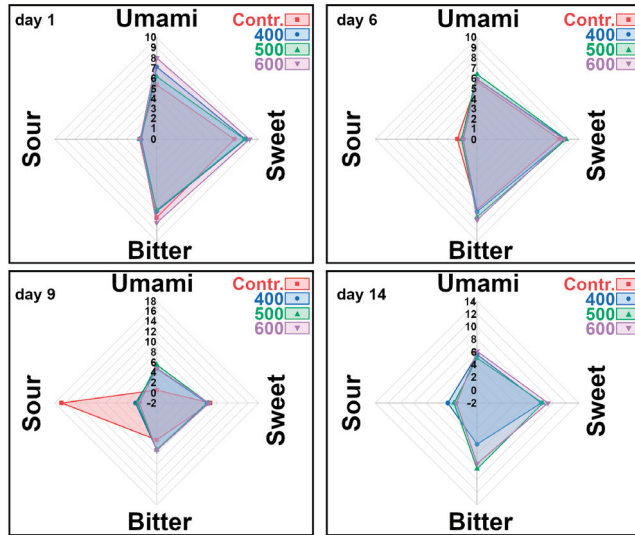 day 1
Umami
Contr.
400
500
600
10
9
8
7
6
5
4
3
2
1
0
Sour
Sweet
Bitter
day 6
Umami
Contr.
400
500
600
10
9
8
7
6
5
4
3
2
1
0
Sour
Sweet
Bitter
day 9
Umami
Contr.
400
500
600
18
16
14
12
10
8
6
4
2
0
-2
Sour
Sweet
Bitter
day 14
Umami
Contr.
400
500
600
14
12
10
8
6
4
2
0
-2
Sour
Sweet
Bitter